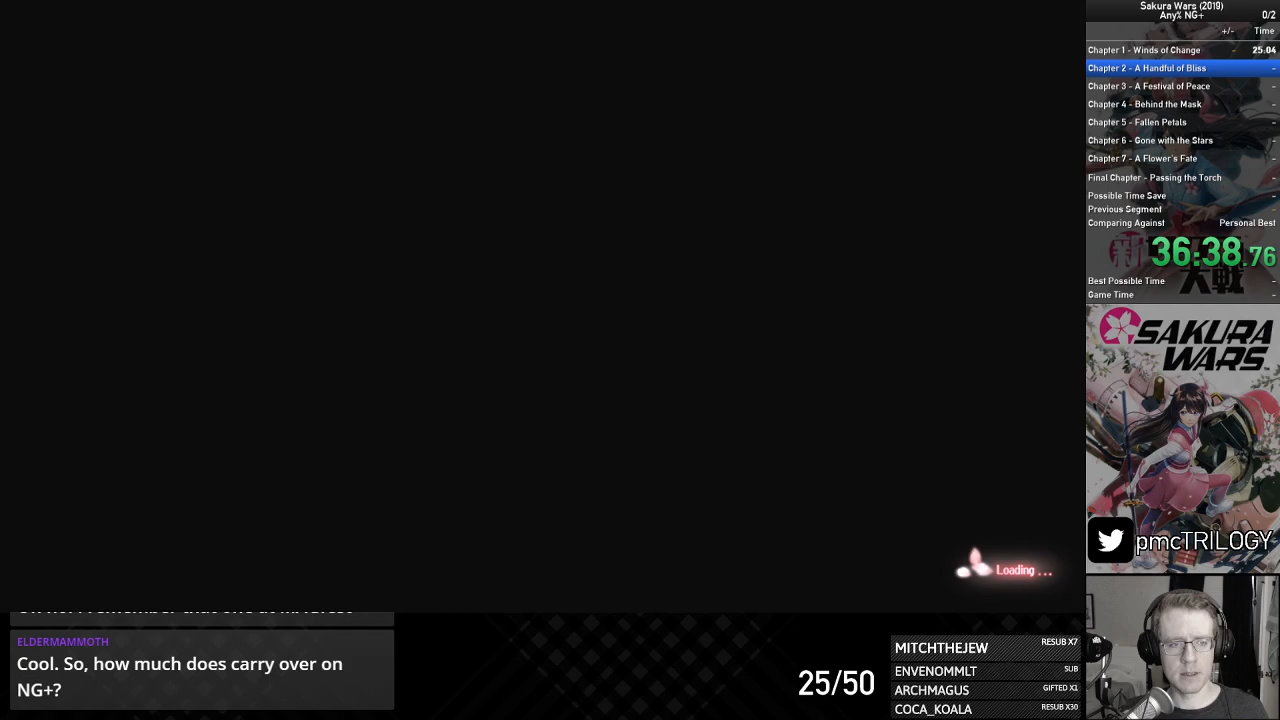 Sakura Wars (2019)
Any% NG+
0/2
+/- Time
Chapter 1 - Winds of Change - 25:04
Chapter 2 - A Handful of Bliss -
Chapter 3 - A Festival of Peace -
Chapter 4 - Behind the Mask -
Chapter 5 - Fallen Petals -
Chapter 6 - Gone with the Stars -
Chapter 7 - A Flower's Fate -
Final Chapter - Passing the Torch -
Possible Time Save -
Previous Segment -
Comparing Against Personal Best
36:38.76
Best Possible Time -
Game Time -
SAKURA
WARS
pmcTRILOGY
Loading ...
ELDERMAMMOTH
Cool. So, how much does carry over on
NG+?
25/50
MITCHTHEJEW RESUB X7
ENVENOMMLT SUB
ARCHMAGUS GIFTED X1
COCA_KOALA RESUB X30